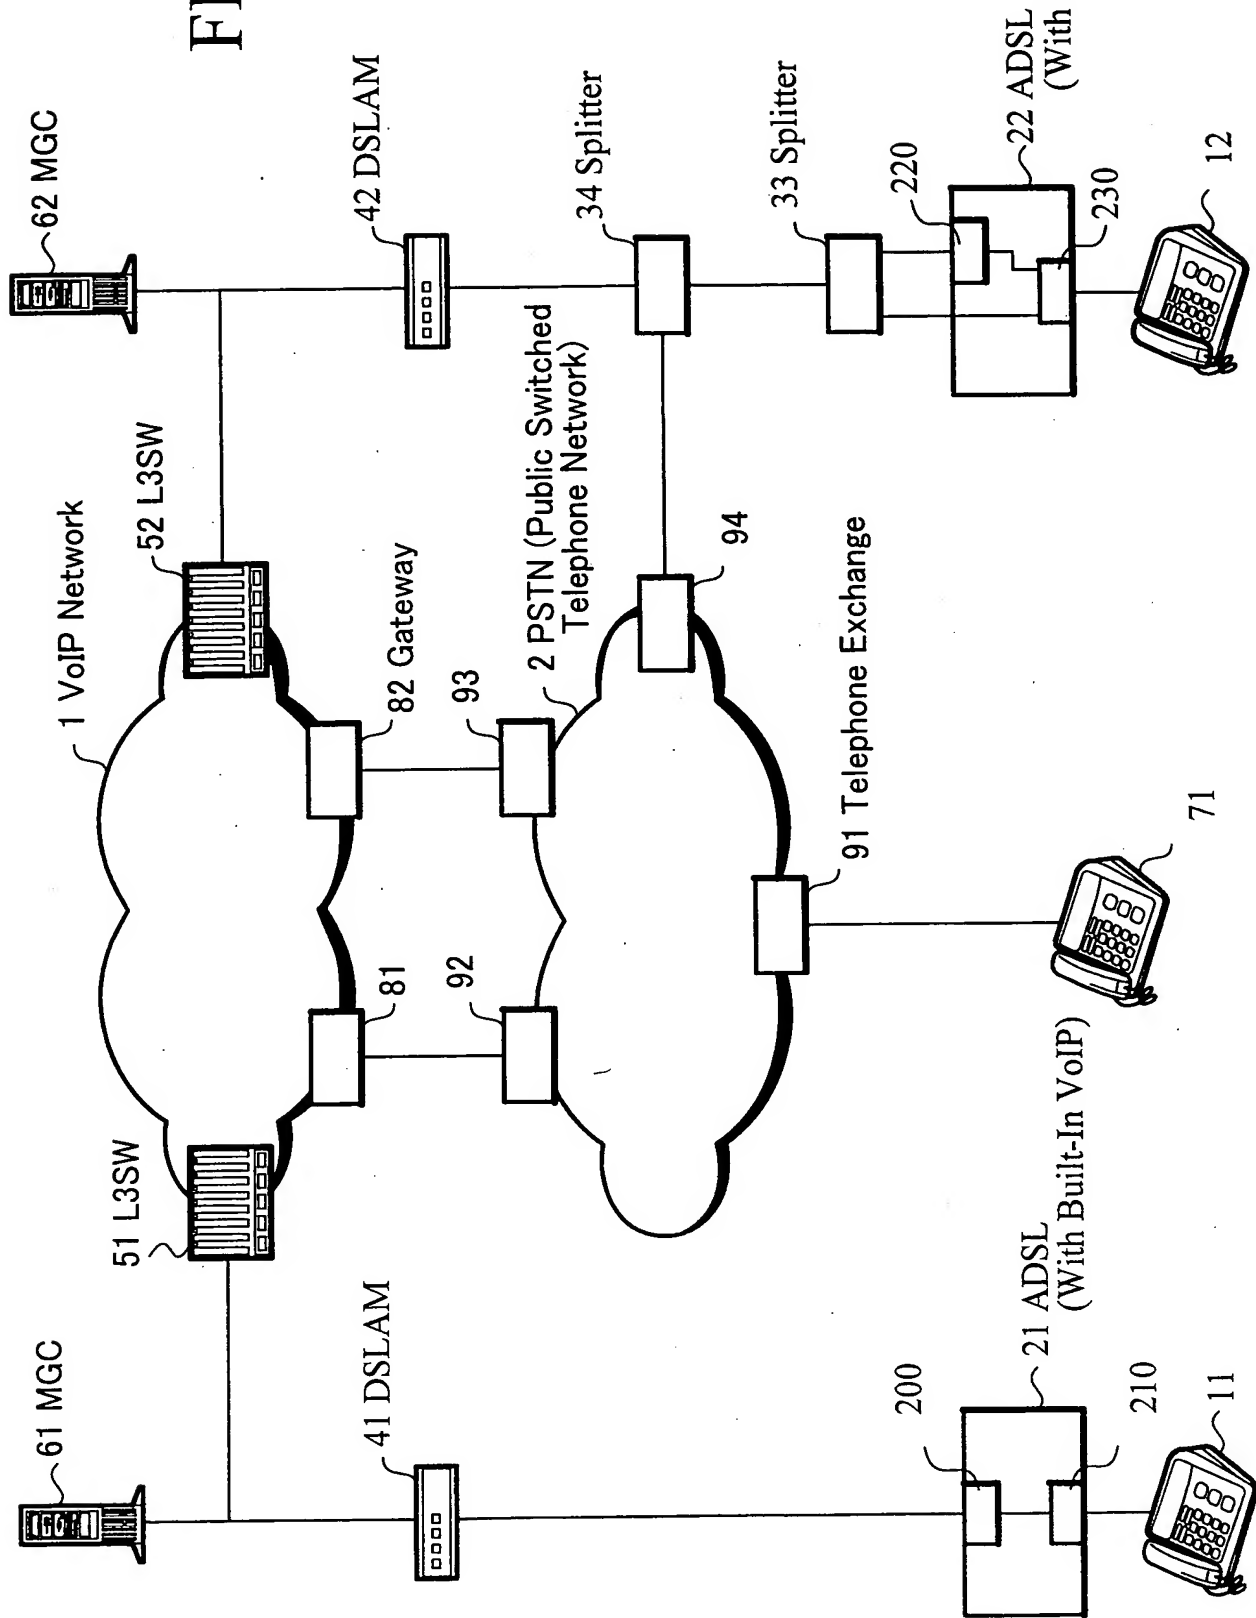 FI
62 MGC
42 DSLAM
34 Splitter
33 Splitter
220
22 ADSL
(With
230
12
1 VoIP Network
52 L3SW
82 Gateway
93
2 PSTN (Public Switched
Telephone Network)
94
91 Telephone Exchange
71
81
92
51 L3SW
61 MGC
41 DSLAM
200
21 ADSL
(With Built-In VoIP)
210
11